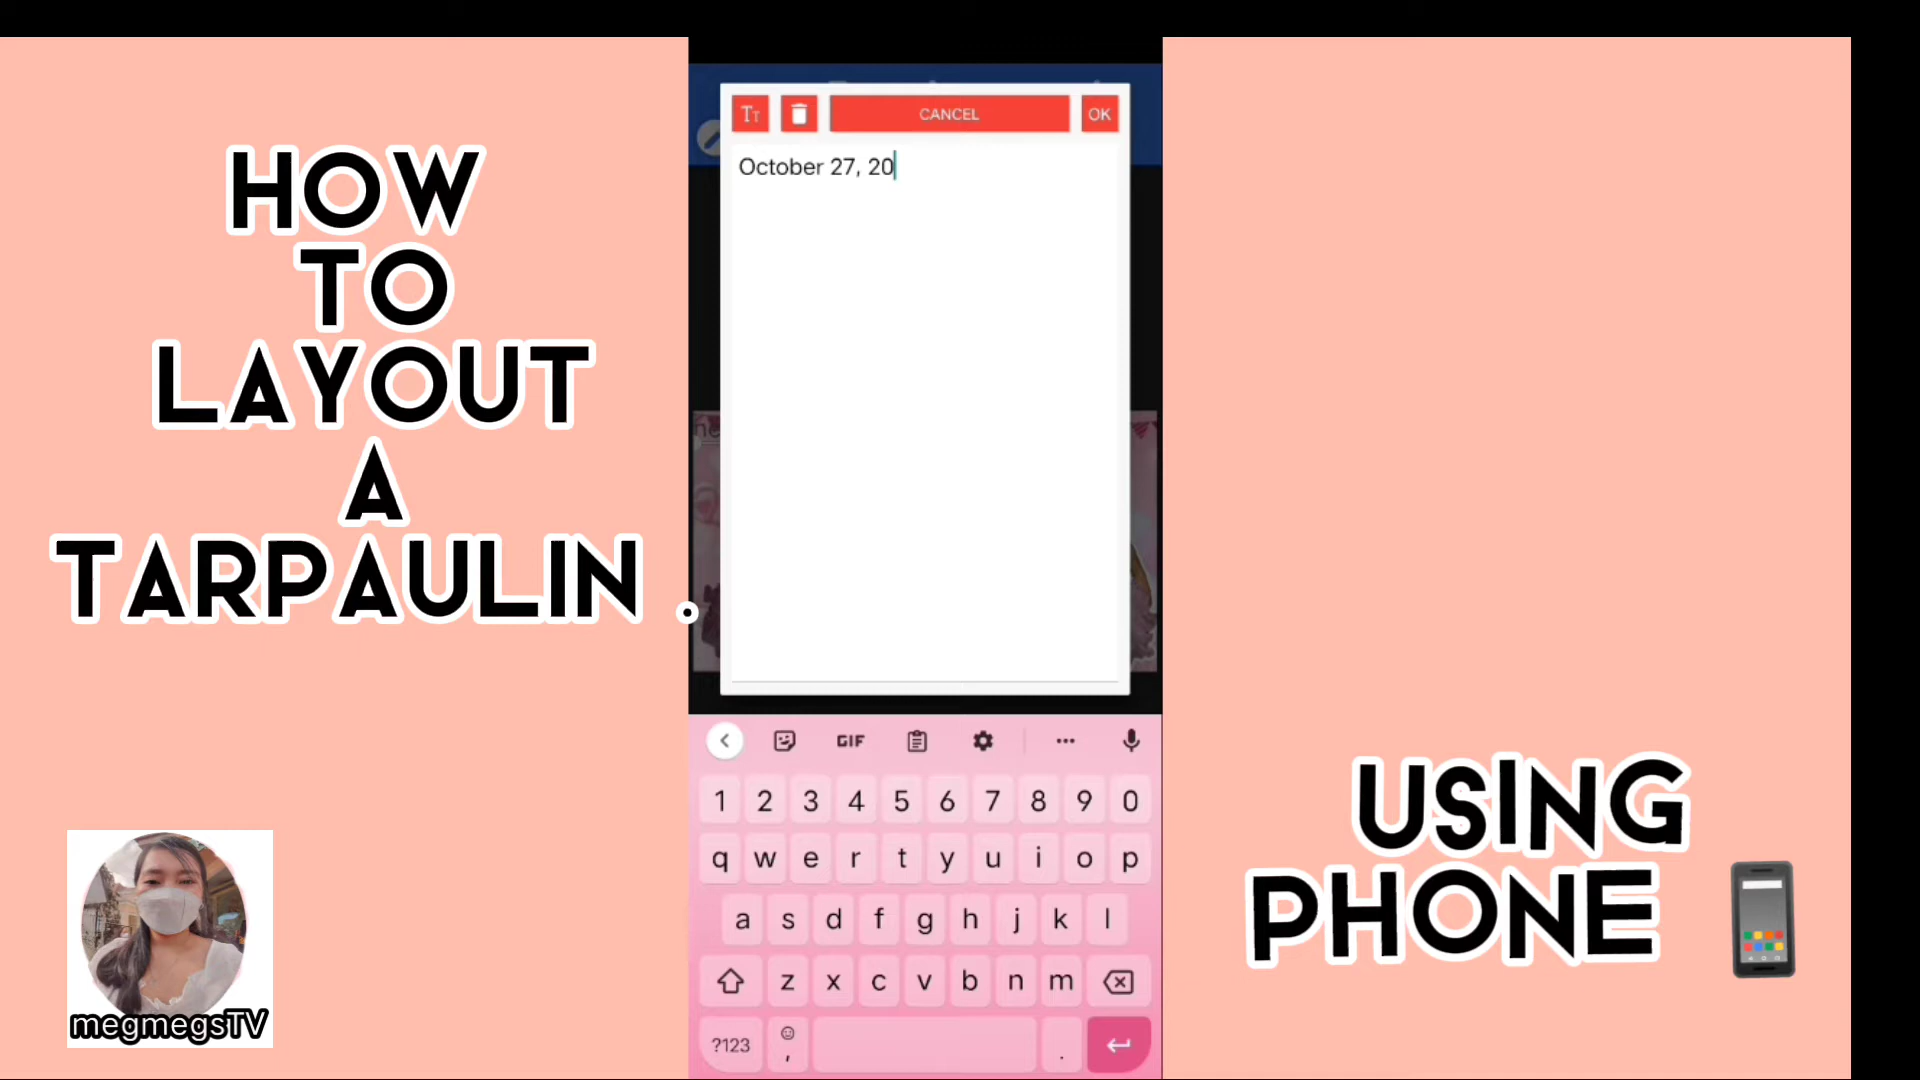 HOW
TO
LAYOUT
A
TARPAULIN .
Tт
CANCEL
OK
October 27, 20
GIF
1 2 3 4 5 6 7 8 9 0
q w e r t y u i o p
a s d f g h j k l
z x c v b n m
?123 , .
USING
PHONE
megmegsTV